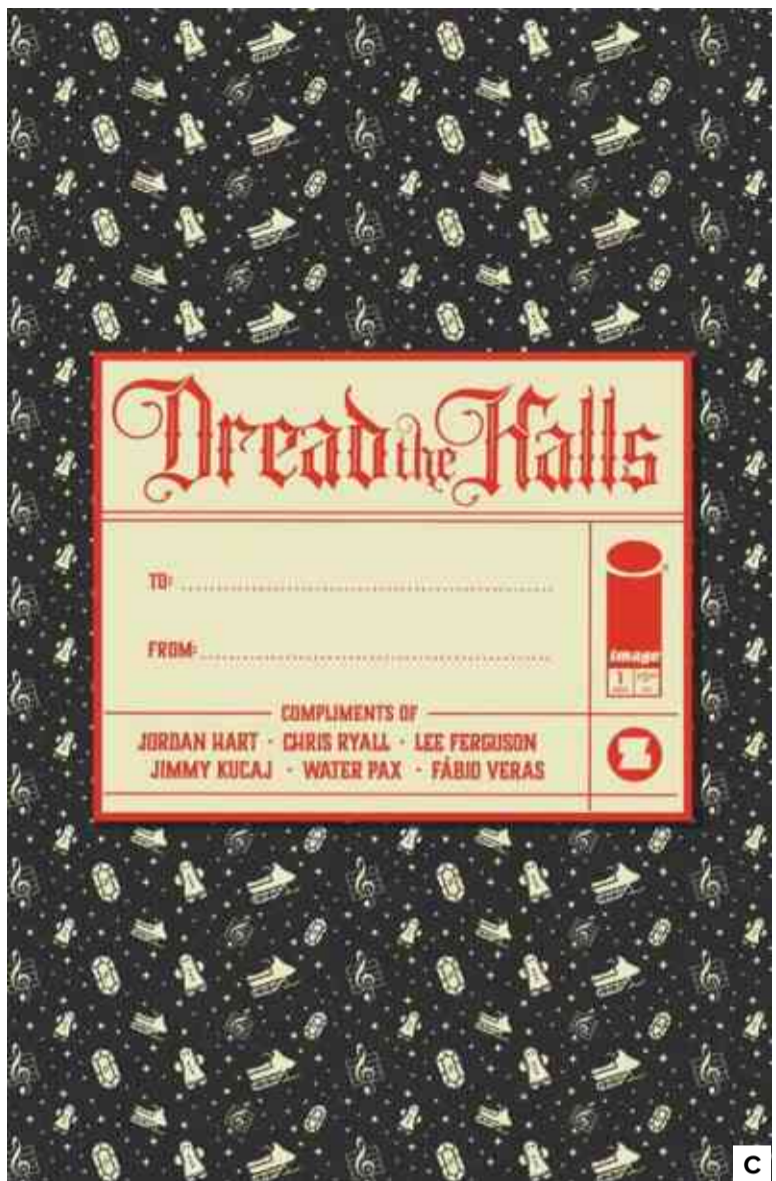 Dread the Halls
TO:
FROM:
image
1
COMPLIMENTS OF
JORDAN HART · CHRIS RYALL · LEE FERGUSON
JIMMY KUCAJ · WATER PAX · FÁBIO VERAS
C